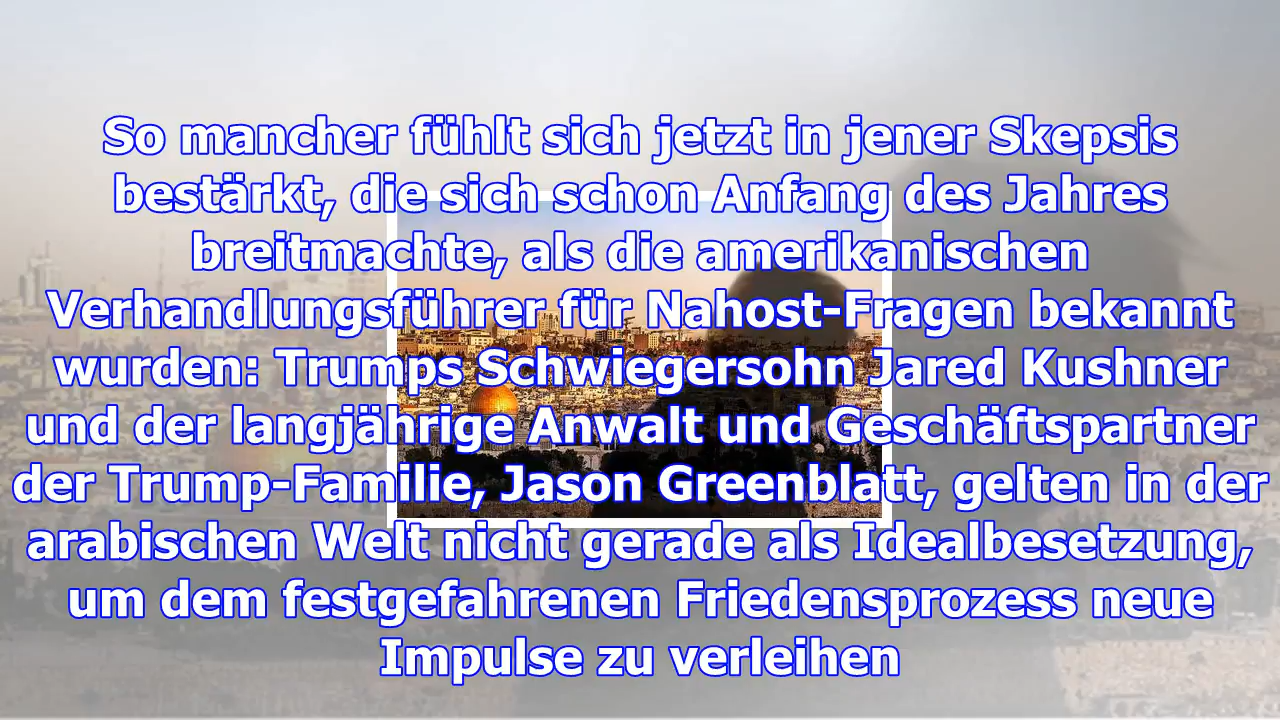 So mancher fühlt sich jetzt in jener Skepsis
bestärkt, die sich schon Anfang des Jahres
breitmachte, als die amerikanischen
Verhandlungsführer für Nahost-Fragen bekannt
wurden: Trumps Schwiegersohn Jared Kushner
und der langjährige Anwalt und Geschäftspartner
der Trump-Familie, Jason Greenblatt, gelten in der
arabischen Welt nicht gerade als Idealbesetzung,
um dem festgefahrenen Friedensprozess neue
Impulse zu verleihen